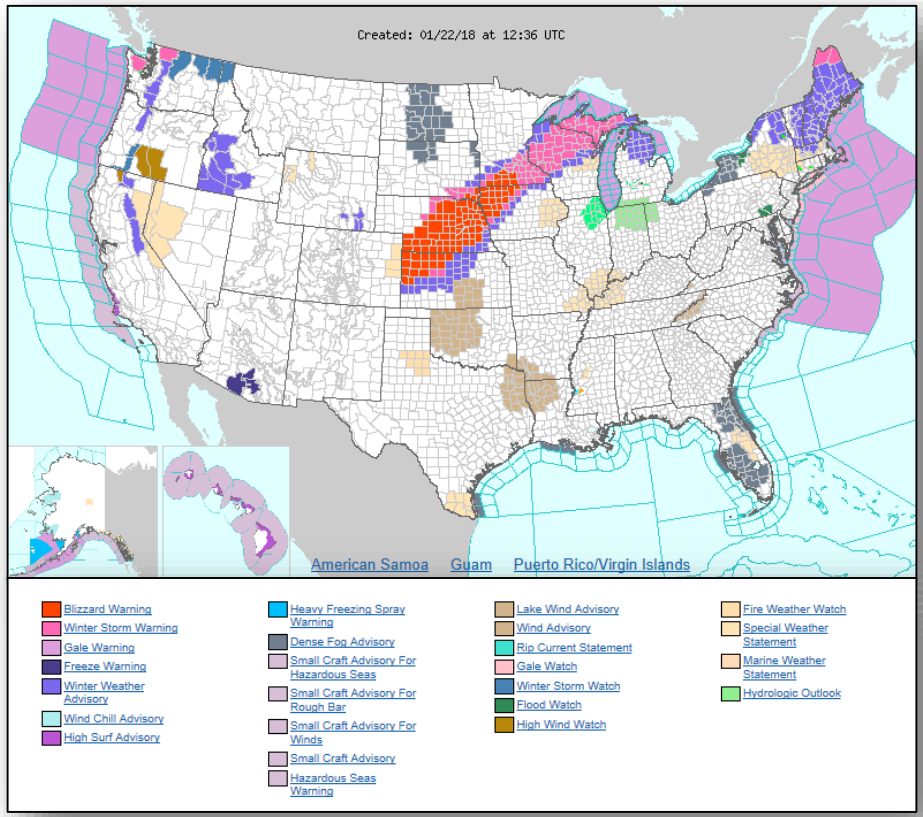 Created: 01/22/18 at 12:36 UTC
American Samoa Guam Puerto Rico/Virgin Islands
Blizzard Warning
Winter Storm Warning
Gale Warning
Freeze Warning
Winter Weather
Advisory
Wind Chill Advisory
High Surf Advisory
Heavy Freezing Spray
Warning
Dense Fog Advisory
Small Craft Advisory For
Hazardous Seas
Small Craft Advisory For
Rough Bar
Small Craft Advisory For
Winds
Small Craft Advisory
Hazardous Seas
Warning
Lake Wind Advisory
Wind Advisory
Rip Current Statement
Gale Watch
Winter Storm Watch
Flood Watch
High Wind Watch
Fire Weather Watch
Special Weather
Statement
Marine Weather
Statement
Hydrologic Outlook